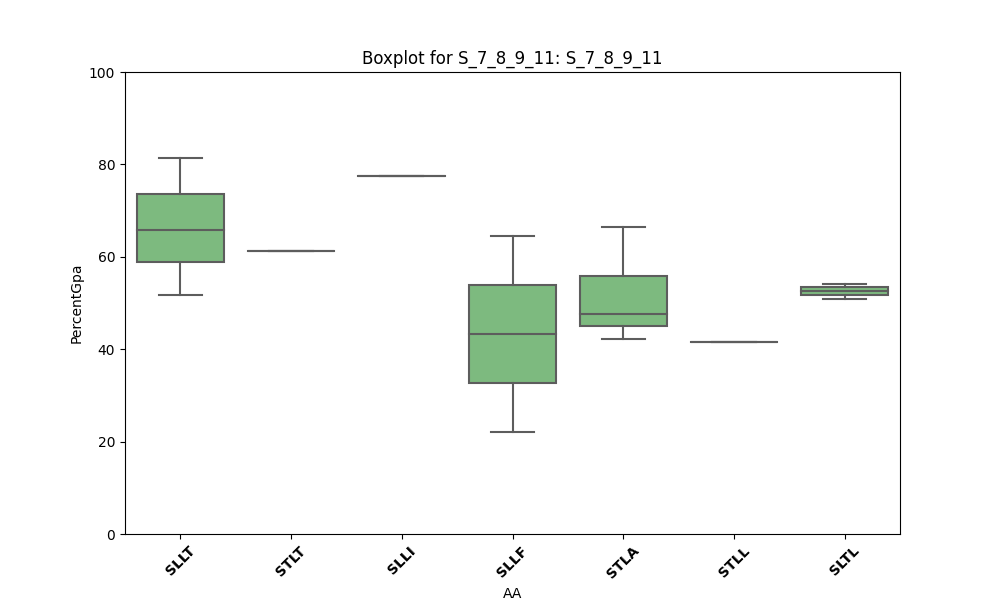 Boxplot for S_7_8_9_11: S_7_8_9_11
PercentGpa
100
80
60
40
20
0
SLLT STLT SLLI SLLF STLA STLL SLTL
AA